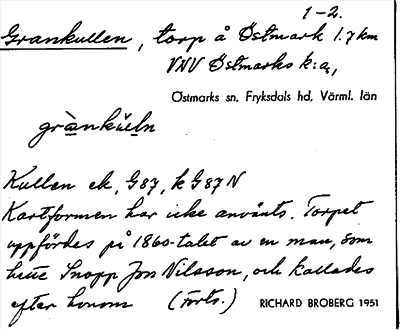 1-2.
Grankullen, torp å Östmark 1.7 km
VNV Östmarks k:a,
Östmarks sn, Fryksdals hd, Värml. län
grànkúeln
Kullen ek, G87, k G87 N
Kartformen har icke använts. Torpet
uppfördes på 1860-talet av en man, som
hette Snopp Jon Nilsson, och kallades
efter honom (Forts.) RICHARD BROBERG 1951